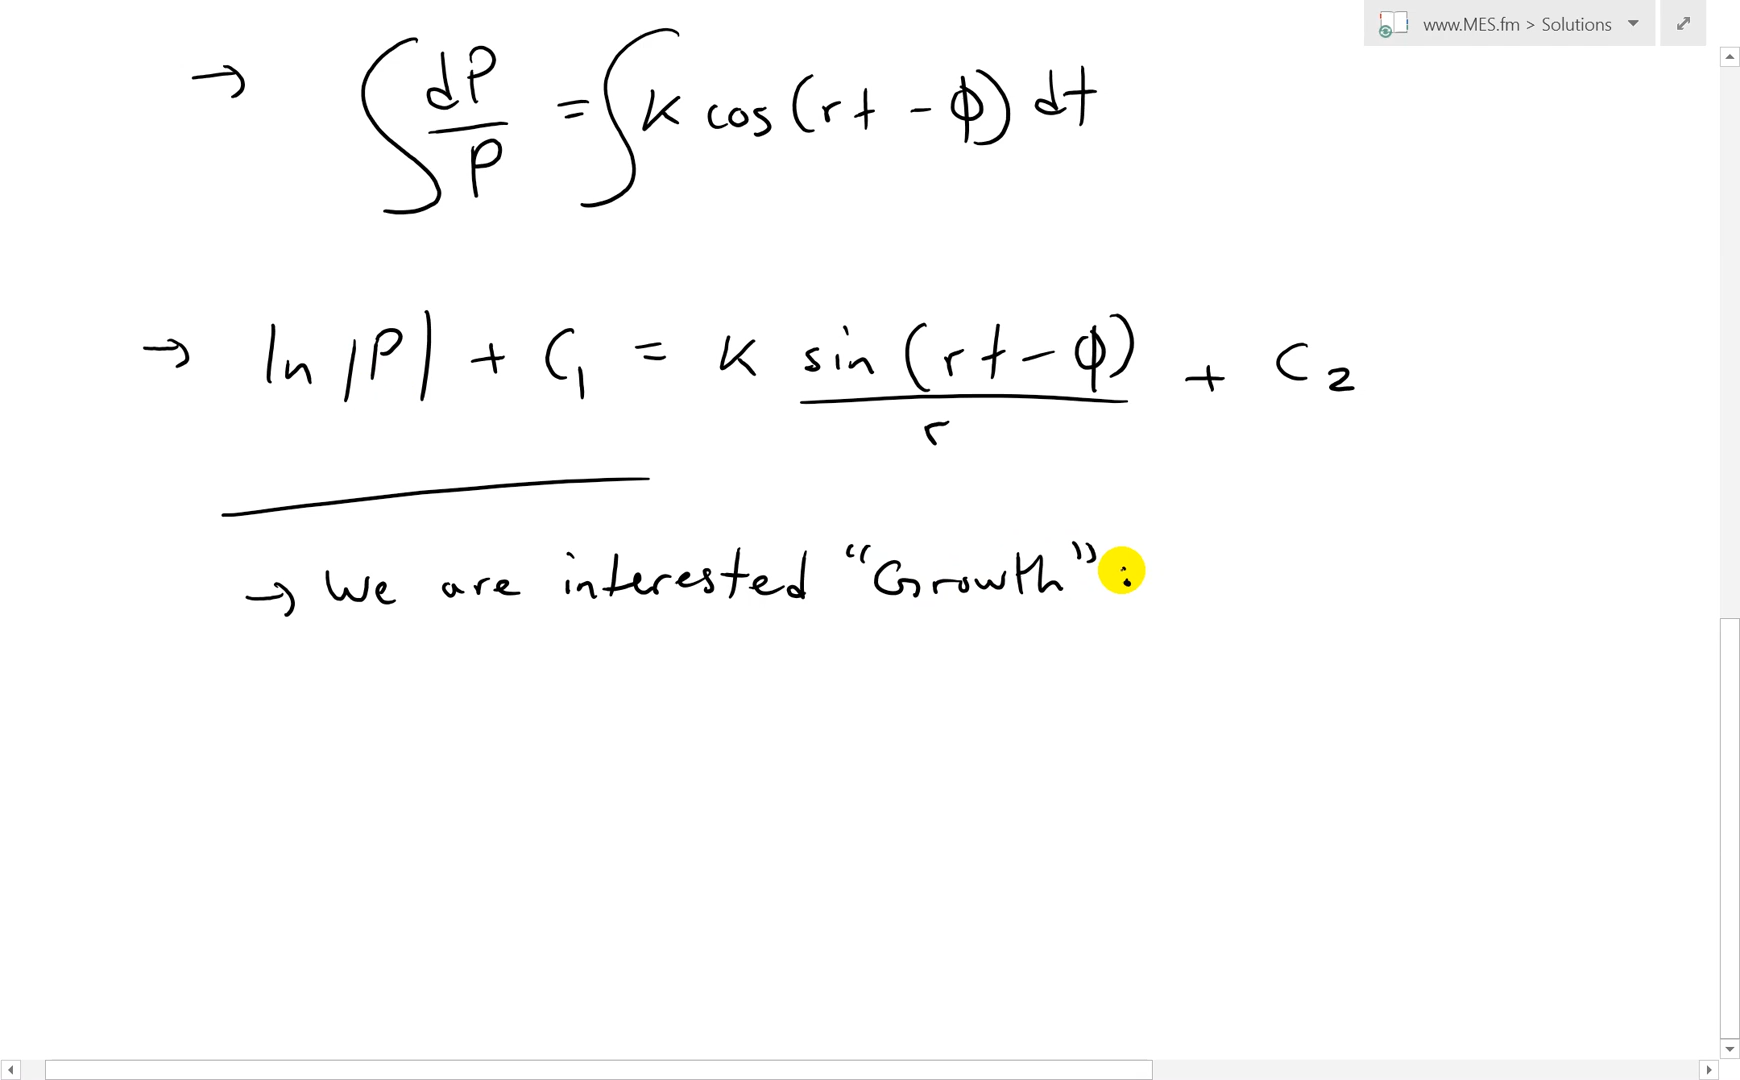 www.MES.fm > Solutions
→ ∫ dP/P = ∫ k cos(rt - ϕ) dt
→ ln |P| + C₁ = k sin(rt - ϕ)/r + C₂
→ We are interested "Growth":